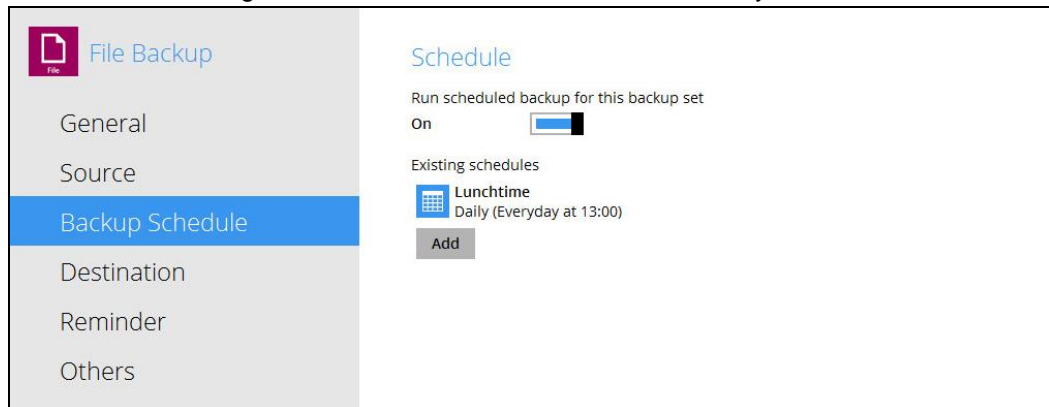 File
File Backup
General
Source
Backup Schedule
Destination
Reminder
Others
Schedule
Run scheduled backup for this backup set
On
Existing schedules
Lunchtime
Daily (Everyday at 13:00)
Add